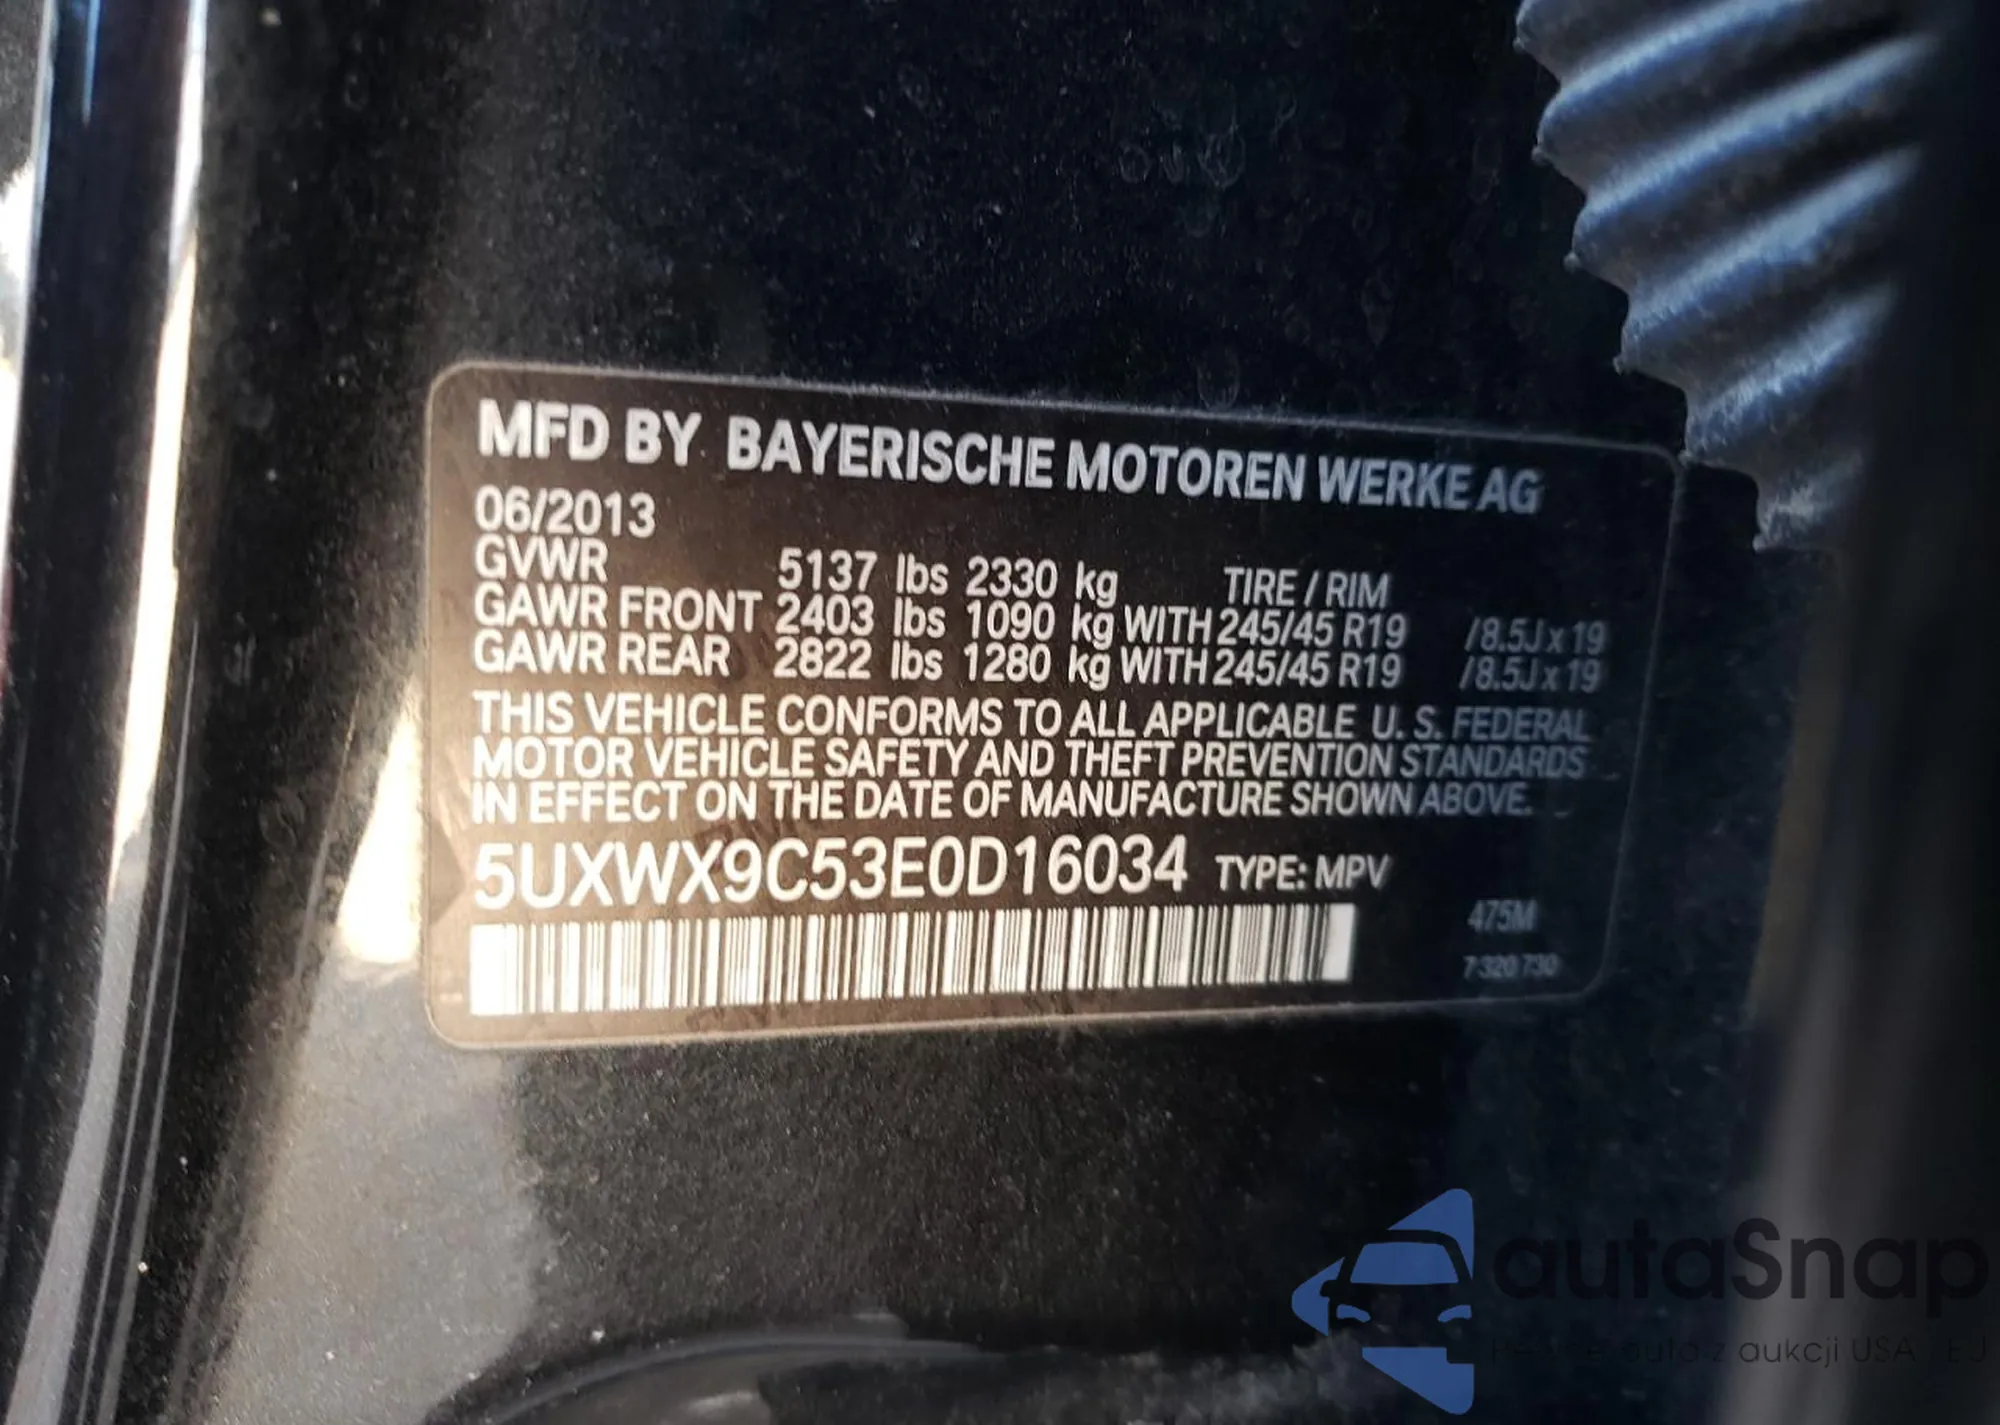 MFD BY BAYERISCHE MOTOREN WERKE AG
06/2013
GVWR 5137 lbs 2330 kg TIRE / RIM
GAWR FRONT 2403 lbs 1090 kg WITH 245/45 R19 /8.5J x 19
GAWR REAR 2822 lbs 1280 kg WITH 245/45 R19 /8.5J x 19
THIS VEHICLE CONFORMS TO ALL APPLICABLE U. S. FEDERAL
MOTOR VEHICLE SAFETY AND THEFT PREVENTION STANDARDS
IN EFFECT ON THE DATE OF MANUFACTURE SHOWN ABOVE.
5UXWX9C53E0D16034 TYPE: MPV
475M
7 320 730
autaSnap
auta z aukcji USA